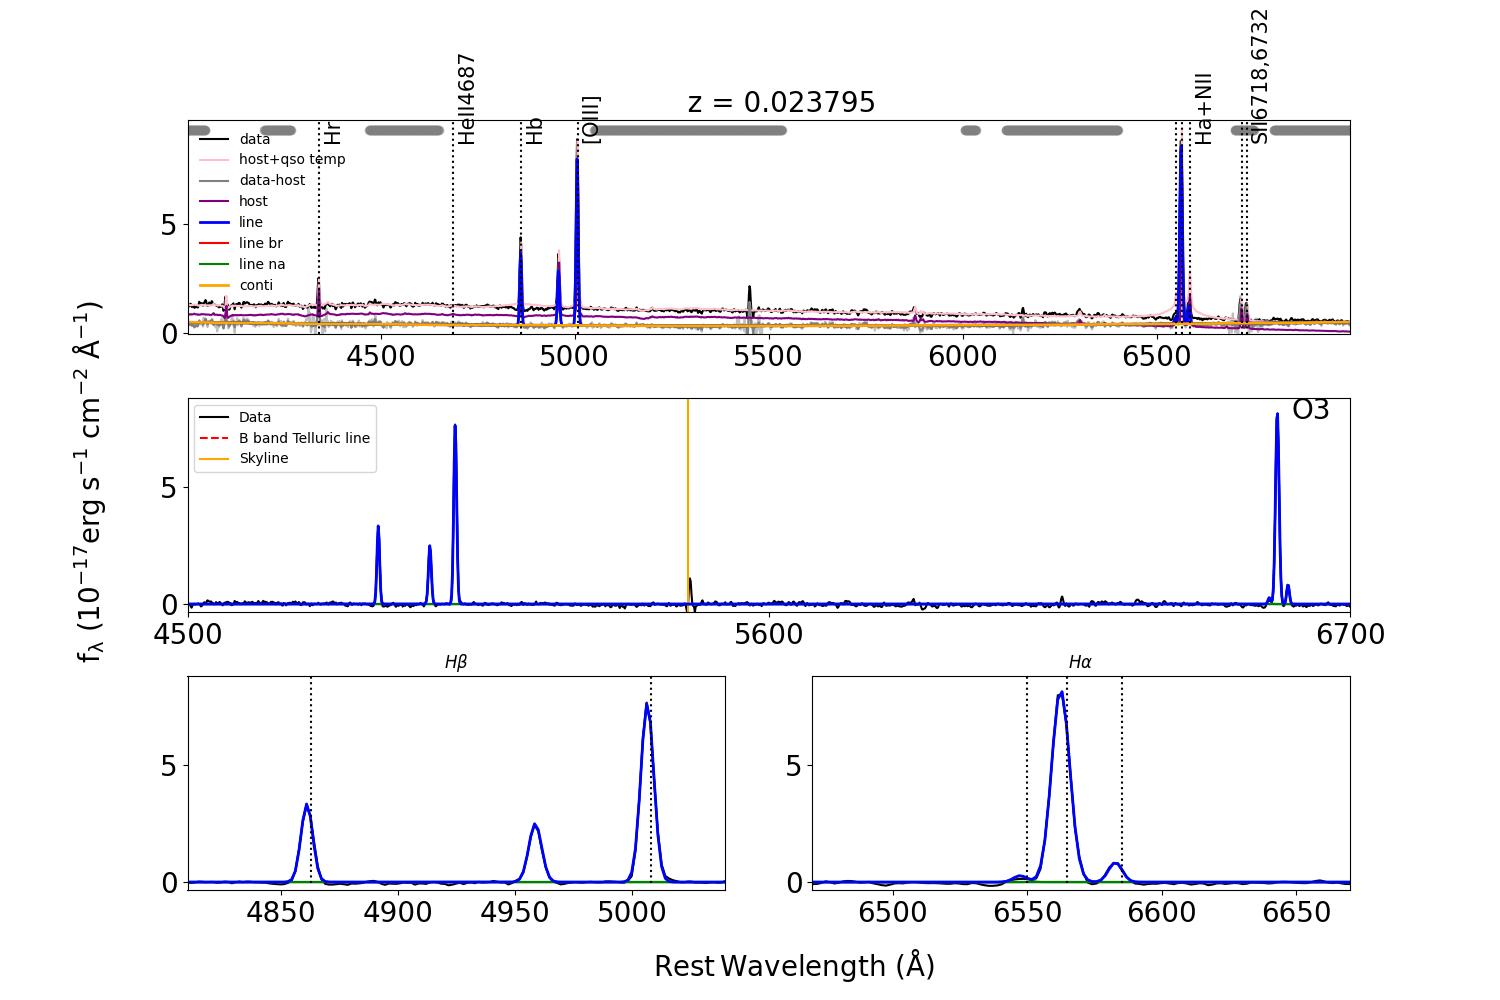 z = 0.023795
Hr
HeII4687
Hb
[OIII]
Ha+NII
SII6718,6732
data
host+qso temp
data-host
host
line
line br
line na
conti
5
0
4500
5000
5500
6000
6500
Data
B band Telluric line
Skyline
O3
5
0
4500
5600
6700
fλ (10⁻¹⁷erg s⁻¹ cm⁻² Å⁻¹)
Hβ
5
0
4850
4900
4950
5000
Hα
5
0
6500
6550
6600
6650
Rest Wavelength (Å)